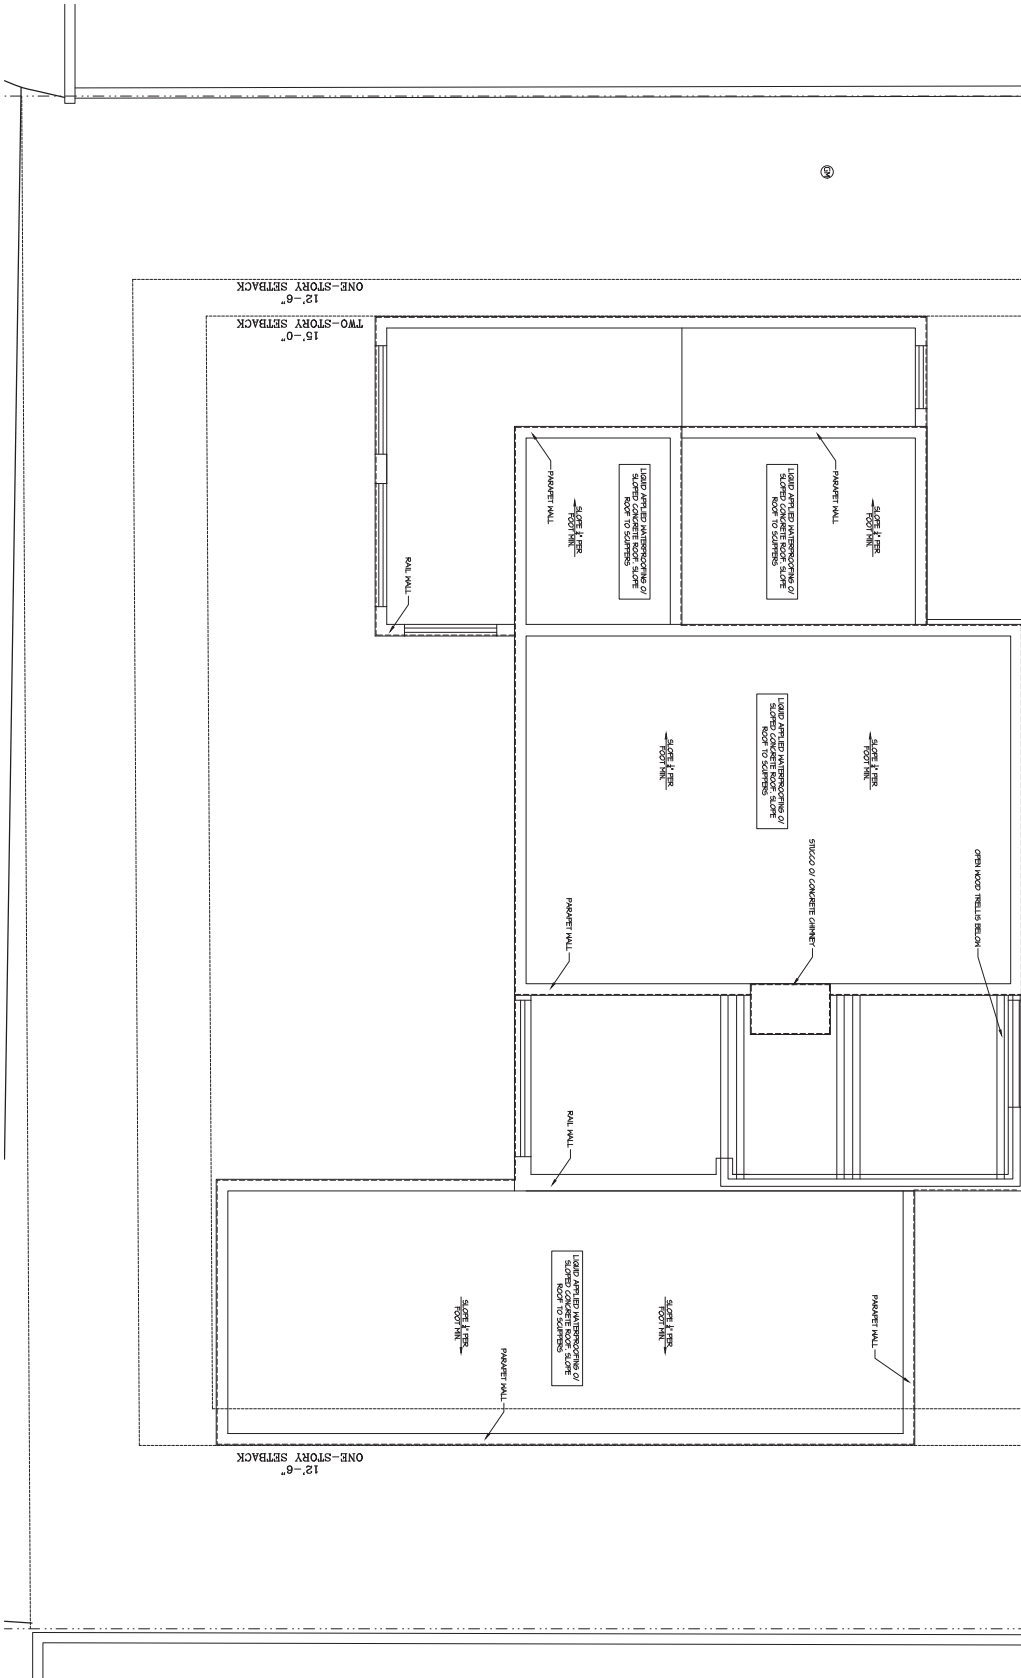 ONE-STORY SETBACK
12'-6"
TWO-STORY SETBACK
15'-0"
PARAPET WALL
SLOPE ¼" PER
FOOT MIN.
LIQUID APPLIED WATERPROOFING O/
SLOPED CONCRETE ROOF. SLOPE
ROOF TO SCUPPERS
LIQUID APPLIED WATERPROOFING O/
SLOPED CONCRETE ROOF. SLOPE
ROOF TO SCUPPERS
PARAPET WALL
SLOPE ¼" PER
FOOT MIN.
RAIL WALL
SLOPE ¼" PER
FOOT MIN.
LIQUID APPLIED WATERPROOFING O/
SLOPED CONCRETE ROOF. SLOPE
ROOF TO SCUPPERS
SLOPE ¼" PER
FOOT MIN.
STUCCO O/ CONCRETE CHIMNEY
OPEN WOOD TRELLIS BELOW
PARAPET WALL
RAIL WALL
SLOPE ¼" PER
FOOT MIN.
LIQUID APPLIED WATERPROOFING O/
SLOPED CONCRETE ROOF. SLOPE
ROOF TO SCUPPERS
SLOPE ¼" PER
FOOT MIN.
PARAPET WALL
PARAPET WALL
ONE-STORY SETBACK
12'-6"